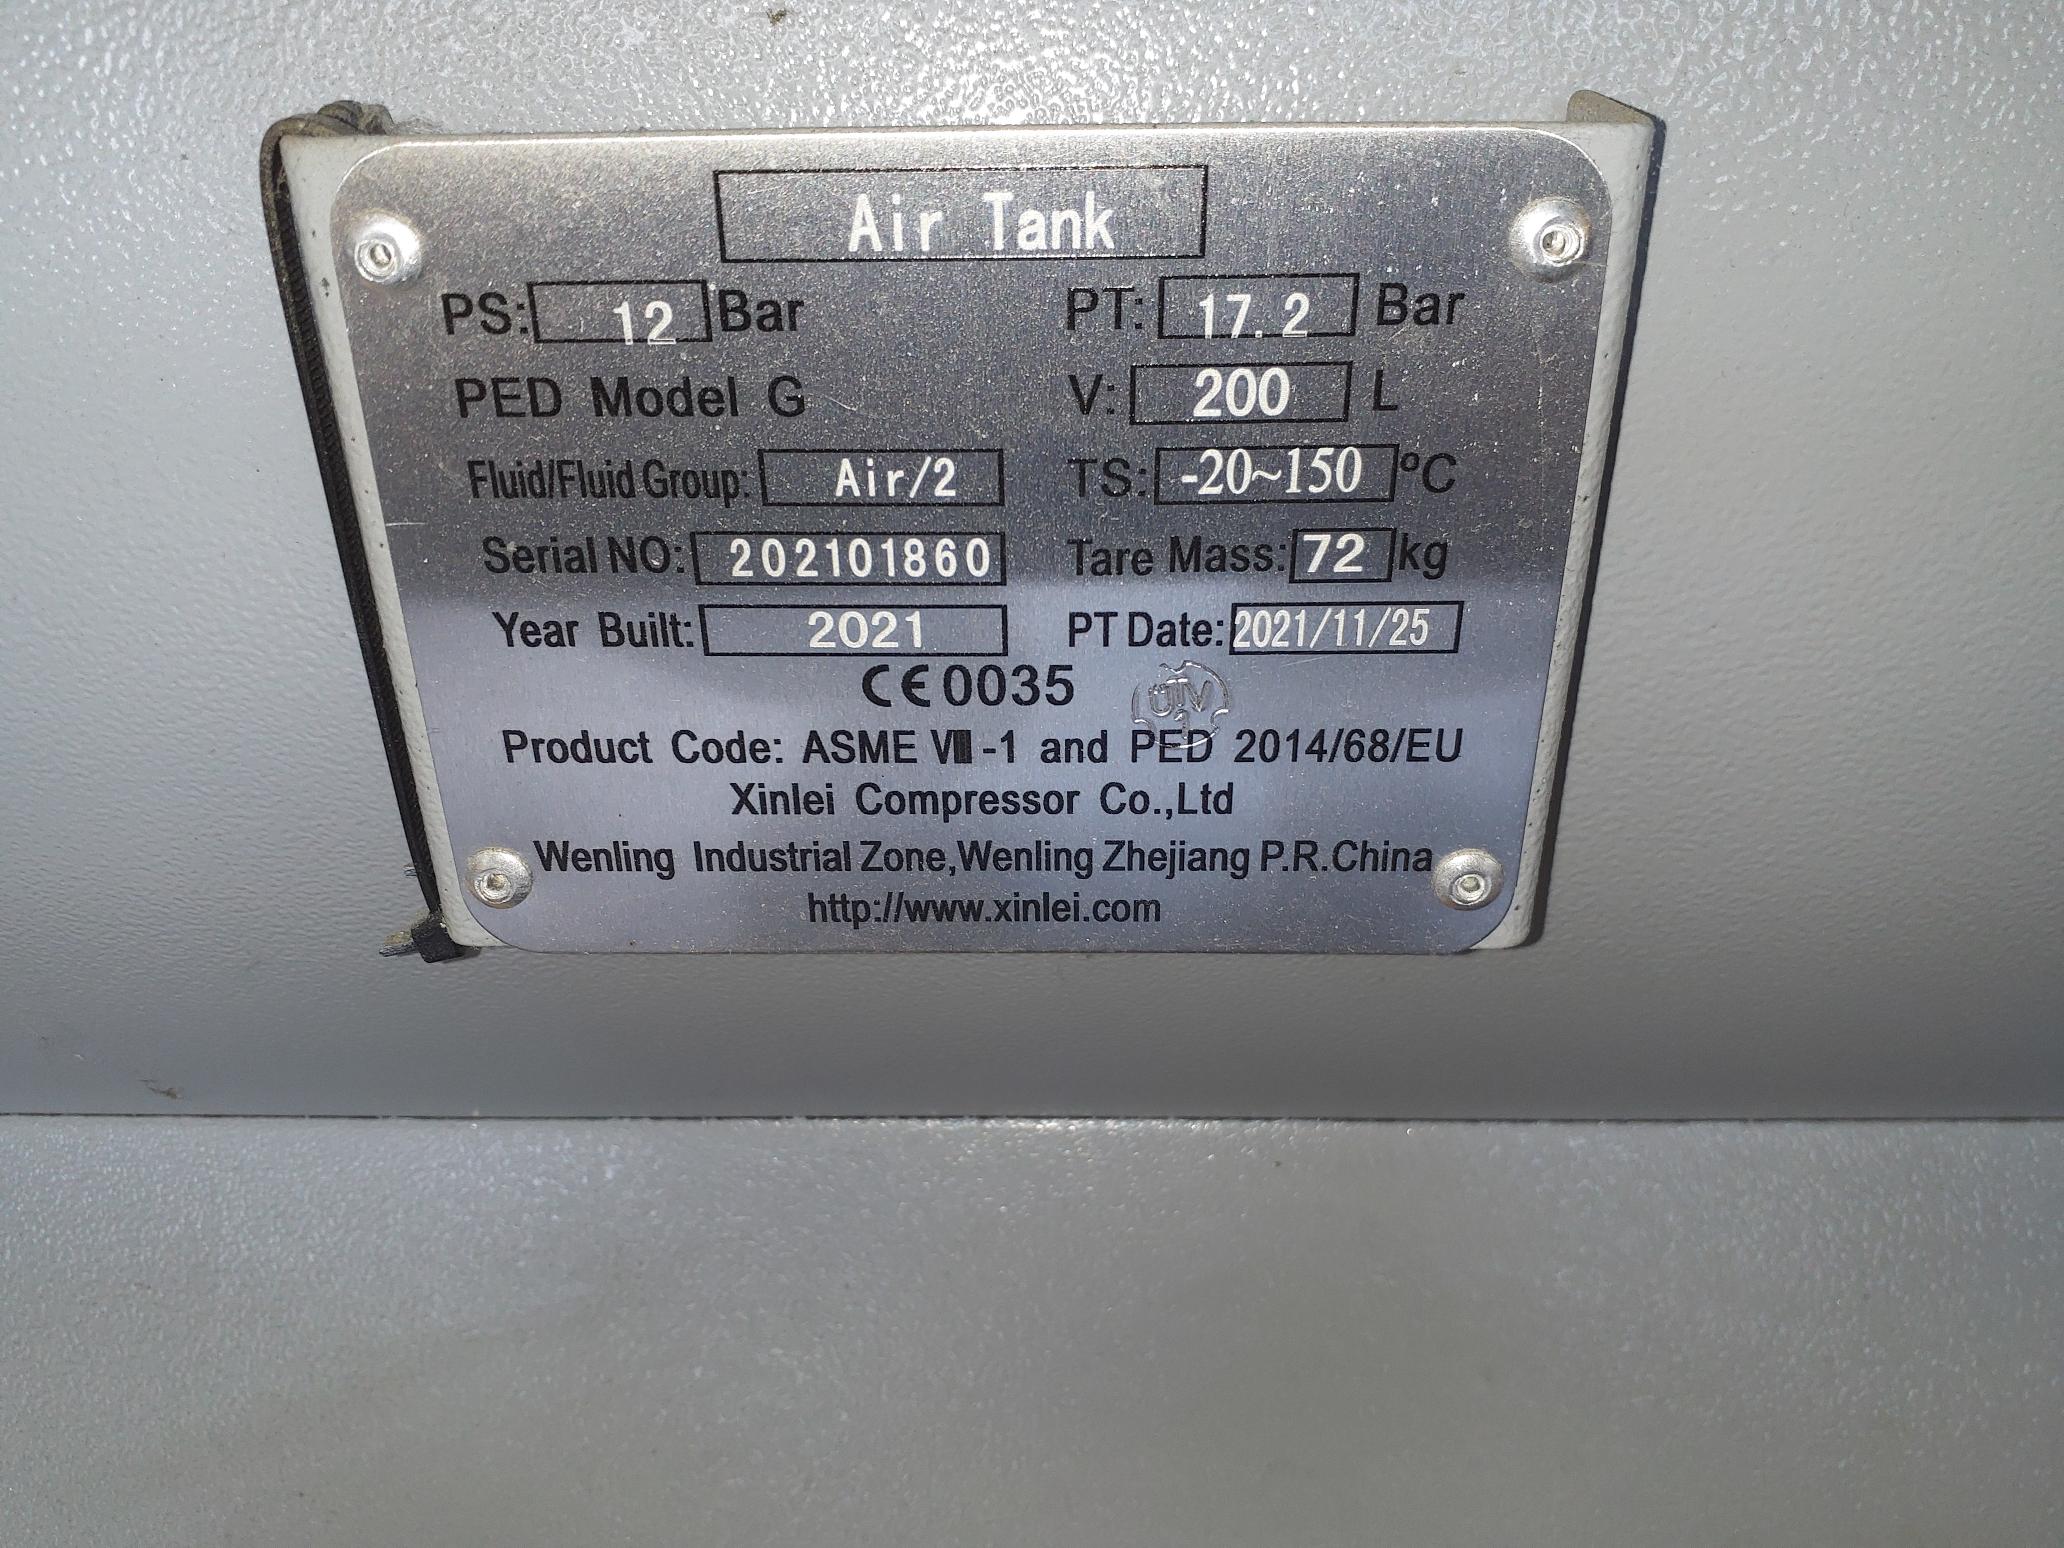 Air Tank
PS: 12 Bar PT: 17.2 Bar
PED Model G V: 200 L
Fluid/Fluid Group: Air/2 TS: -20~150 °C
Serial NO: 202101860 Tare Mass: 72 kg
Year Built: 2021 PT Date: 2021/11/25
CE 0035
Product Code: ASME Ⅷ-1 and PED 2014/68/EU
Xinlei Compressor Co.,Ltd
Wenling Industrial Zone,Wenling Zhejiang P.R.China
http://www.xinlei.com